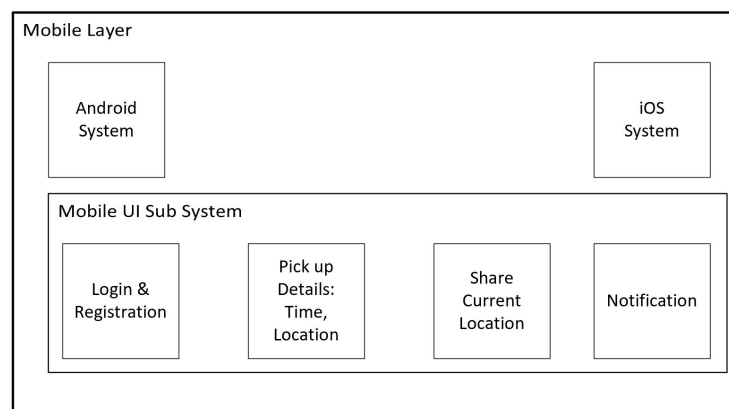 Mobile Layer
Android
System
iOS
System
Mobile UI Sub System
Login &
Registration
Pick up
Details:
Time,
Location
Share
Current
Location
Notification